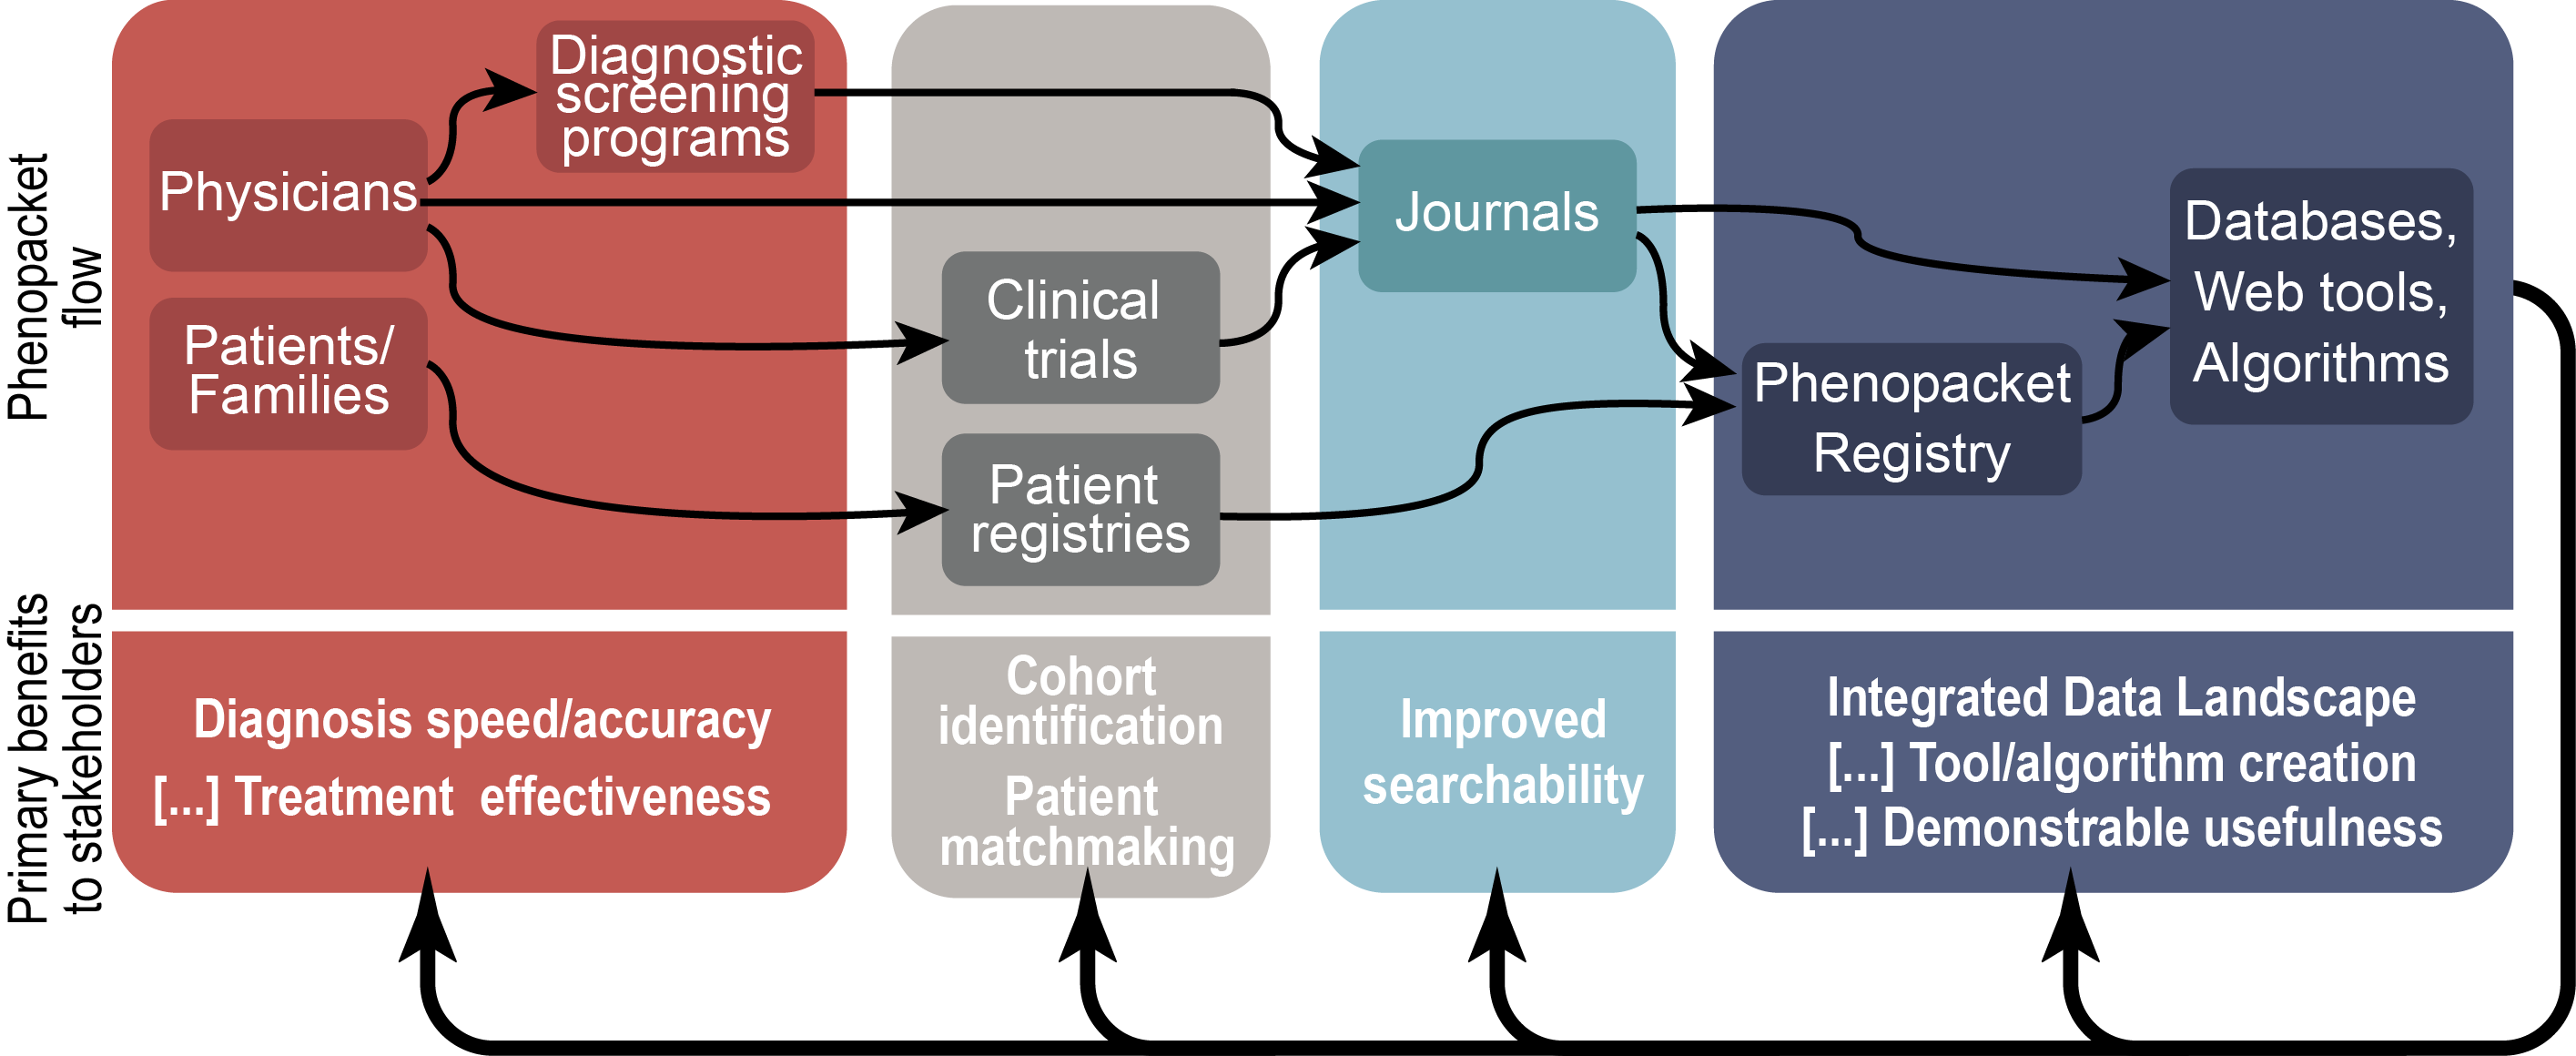 Phenopacket
flow
Diagnostic
screening
programs
Physicians
Patients/
Families
Clinical
trials
Patient
registries
Journals
Phenopacket
Registry
Databases,
Web tools,
Algorithms
Primary benefits
to stakeholders
Diagnosis speed/accuracy
[...] Treatment effectiveness
Cohort
identification
Patient
matchmaking
Improved
searchability
Integrated Data Landscape
[...] Tool/algorithm creation
[...] Demonstrable usefulness